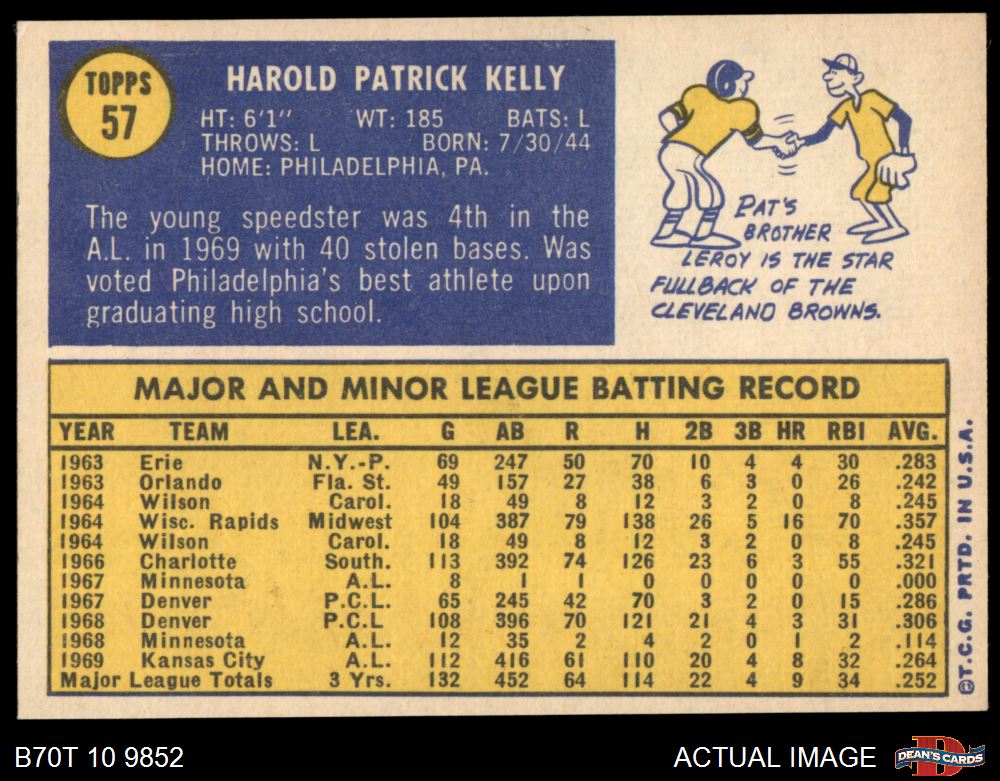 TOPPS
57
HAROLD PATRICK KELLY
HT: 6'1" WT: 185 BATS: L
THROWS: L BORN: 7/30/44
HOME: PHILADELPHIA, PA.
The young speedster was 4th in the
A.L. in 1969 with 40 stolen bases. Was
voted Philadelphia's best athlete upon
graduating high school.
PAT'S
BROTHER
LEROY IS THE STAR
FULLBACK OF THE
CLEVELAND BROWNS.
MAJOR AND MINOR LEAGUE BATTING RECORD
YEAR TEAM LEA. G AB R H 2B 3B HR RBI AVG.
1963 Erie N.Y.-P. 69 247 50 70 10 4 4 30 .283
1963 Orlando Fla. St. 49 157 27 38 6 3 0 26 .242
1964 Wilson Carol. 18 49 8 12 3 2 0 8 .245
1964 Wisc. Rapids Midwest 104 387 79 138 26 5 16 70 .357
1964 Wilson Carol. 18 49 8 12 3 2 0 8 .245
1966 Charlotte South. 113 392 74 126 23 6 3 55 .321
1967 Minnesota A.L. 8 1 1 0 0 0 0 0 .000
1967 Denver P.C.L. 65 245 42 70 3 2 0 15 .286
1968 Denver P.C.L 108 396 70 121 21 4 3 31 .306
1968 Minnesota A.L. 12 35 2 4 2 0 1 2 .114
1969 Kansas City A.L. 112 416 61 110 20 4 8 32 .264
Major League Totals 3 Yrs. 132 452 64 114 22 4 9 34 .252
©T.C.G. PRTD. IN U.S.A.
B70T 10 9852
ACTUAL IMAGE
D
DEAN'S CARDS